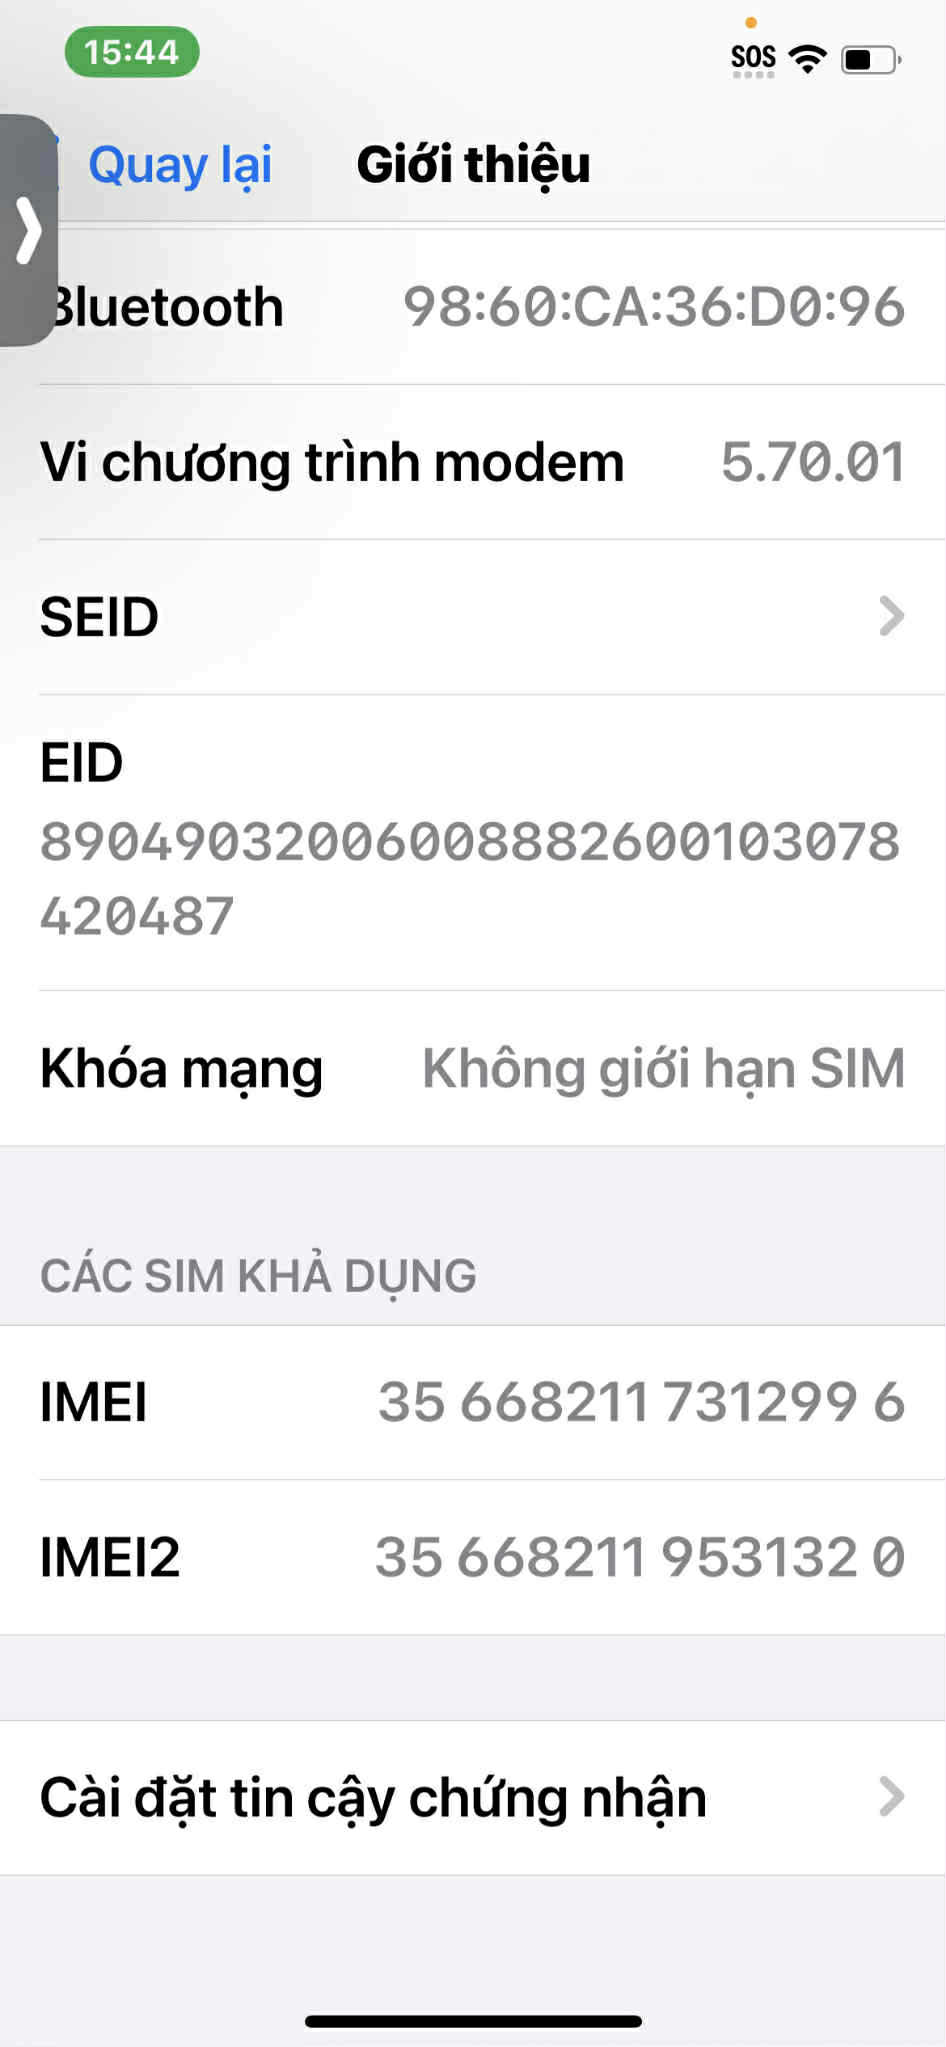 15:44
SOS
Quay lại
Giới thiệu
Bluetooth 98:60:CA:36:D0:96
Vi chương trình modem 5.70.01
SEID
EID
89049032006008882600103078
420487
Khóa mạng Không giới hạn SIM
CÁC SIM KHẢ DỤNG
IMEI 35 668211 731299 6
IMEI2 35 668211 953132 0
Cài đặt tin cậy chứng nhận